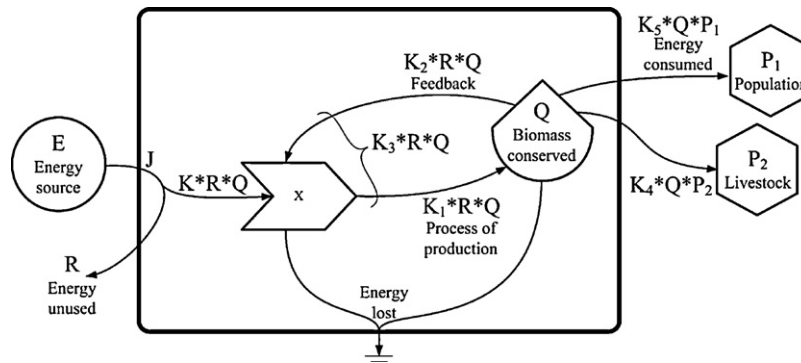 E
Energy
source
J
R
Energy
unused
K*R*Q
x
K₂*R*Q
Feedback
K₃*R*Q
K₁*R*Q
Process of
production
Energy
lost
Q
Biomass
conserved
K₅*Q*P₁
Energy
consumed
P₁
Population
K₄*Q*P₂
P₂
Livestock